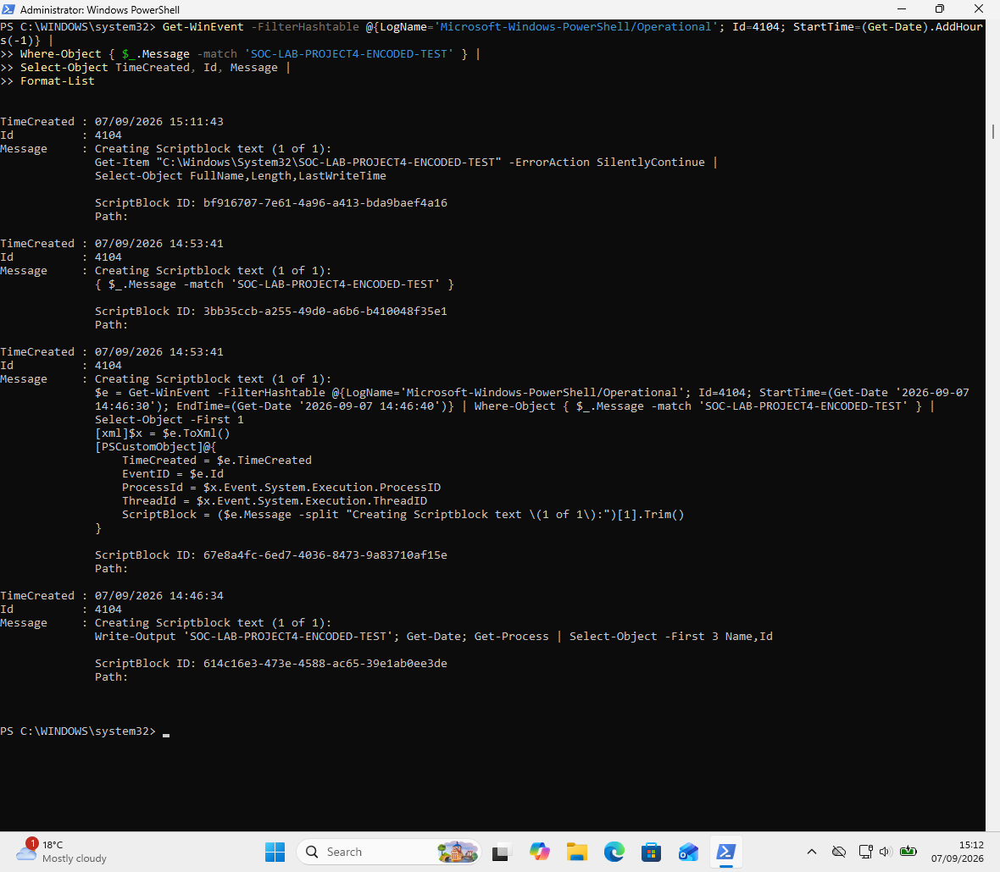 Administrator: Windows PowerShell
PS C:\WINDOWS\system32> Get-WinEvent -FilterHashtable @{LogName='Microsoft-Windows-PowerShell/Operational'; Id=4104; StartTime=(Get-Date).AddHour
s(-1)} |
>> Where-Object { $_.Message -match 'SOC-LAB-PROJECT4-ENCODED-TEST' } |
>> Select-Object TimeCreated, Id, Message |
>> Format-List
TimeCreated : 07/09/2026 15:11:43
Id          : 4104
Message     : Creating Scriptblock text (1 of 1):
Get-Item "C:\Windows\System32\SOC-LAB-PROJECT4-ENCODED-TEST" -ErrorAction SilentlyContinue |
Select-Object FullName,Length,LastWriteTime
ScriptBlock ID: bf916707-7e61-4a96-a413-bda9baef4a16
Path:
TimeCreated : 07/09/2026 14:53:41
Id          : 4104
Message     : Creating Scriptblock text (1 of 1):
{ $_.Message -match 'SOC-LAB-PROJECT4-ENCODED-TEST' }
ScriptBlock ID: 3bb35ccb-a255-49d0-a6b6-b410048f35e1
Path:
TimeCreated : 07/09/2026 14:53:41
Id          : 4104
Message     : Creating Scriptblock text (1 of 1):
$e = Get-WinEvent -FilterHashtable @{LogName='Microsoft-Windows-PowerShell/Operational'; Id=4104; StartTime=(Get-Date '2026-09-07
14:46:30'); EndTime=(Get-Date '2026-09-07 14:46:40')} | Where-Object { $_.Message -match 'SOC-LAB-PROJECT4-ENCODED-TEST' } |
Select-Object -First 1
[xml]$x = $e.ToXml()
[PSCustomObject]@{
TimeCreated = $e.TimeCreated
EventID = $e.Id
ProcessId = $x.Event.System.Execution.ProcessID
ThreadId = $x.Event.System.Execution.ThreadID
ScriptBlock = ($e.Message -split "Creating Scriptblock text \(1 of 1\):")[1].Trim()
}
ScriptBlock ID: 67e8a4fc-6ed7-4036-8473-9a83710af15e
Path:
TimeCreated : 07/09/2026 14:46:34
Id          : 4104
Message     : Creating Scriptblock text (1 of 1):
Write-Output 'SOC-LAB-PROJECT4-ENCODED-TEST'; Get-Date; Get-Process | Select-Object -First 3 Name,Id
ScriptBlock ID: 614c16e3-473e-4588-ac65-39e1ab0ee3de
Path:
PS C:\WINDOWS\system32>
1
18°C
Mostly cloudy
Search
15:12
07/09/2026